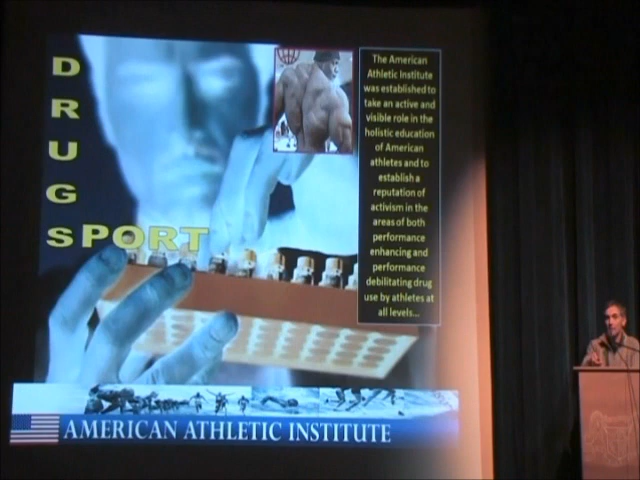 DRUGS
SPORT
The American
Athletic Institute
was established to
take an active and
visible role in the
holistic education
of American
athletes and to
establish a
reputation of
activism in the
areas of both
performance
enhancing and
performance
debilitating drug
use by athletes at
all levels...
AMERICAN ATHLETIC INSTITUTE